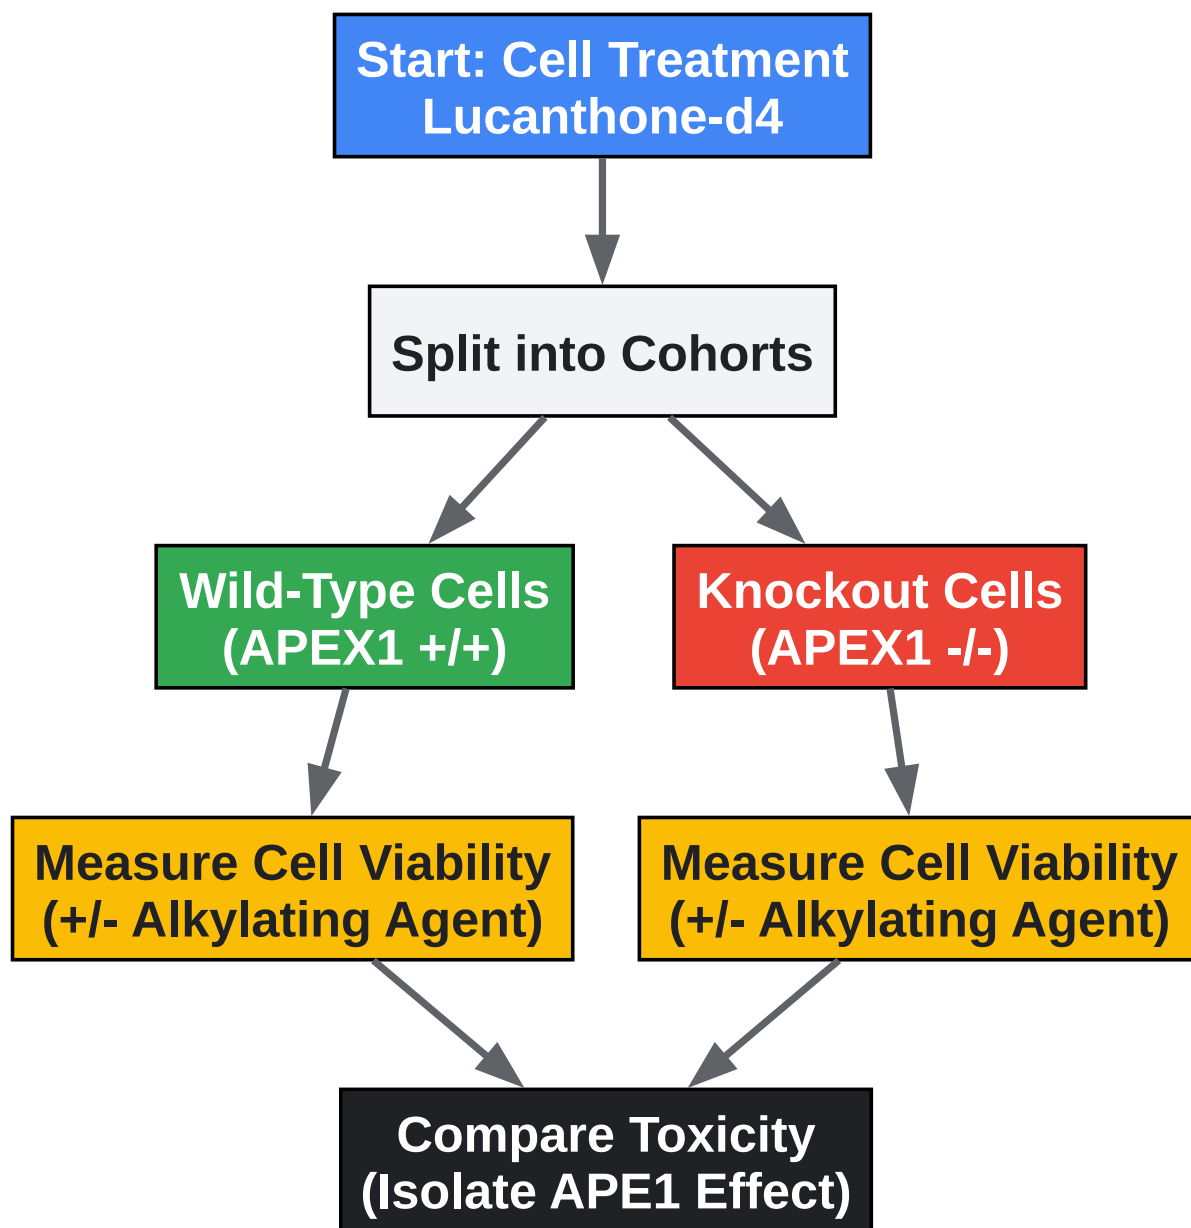 Start: Cell Treatment
Lucanthone-d4
Split into Cohorts
Wild-Type Cells
(APEX1 +/+)
Knockout Cells
(APEX1 -/-)
Measure Cell Viability
(+/- Alkylating Agent)
Measure Cell Viability
(+/- Alkylating Agent)
Compare Toxicity
(Isolate APE1 Effect)